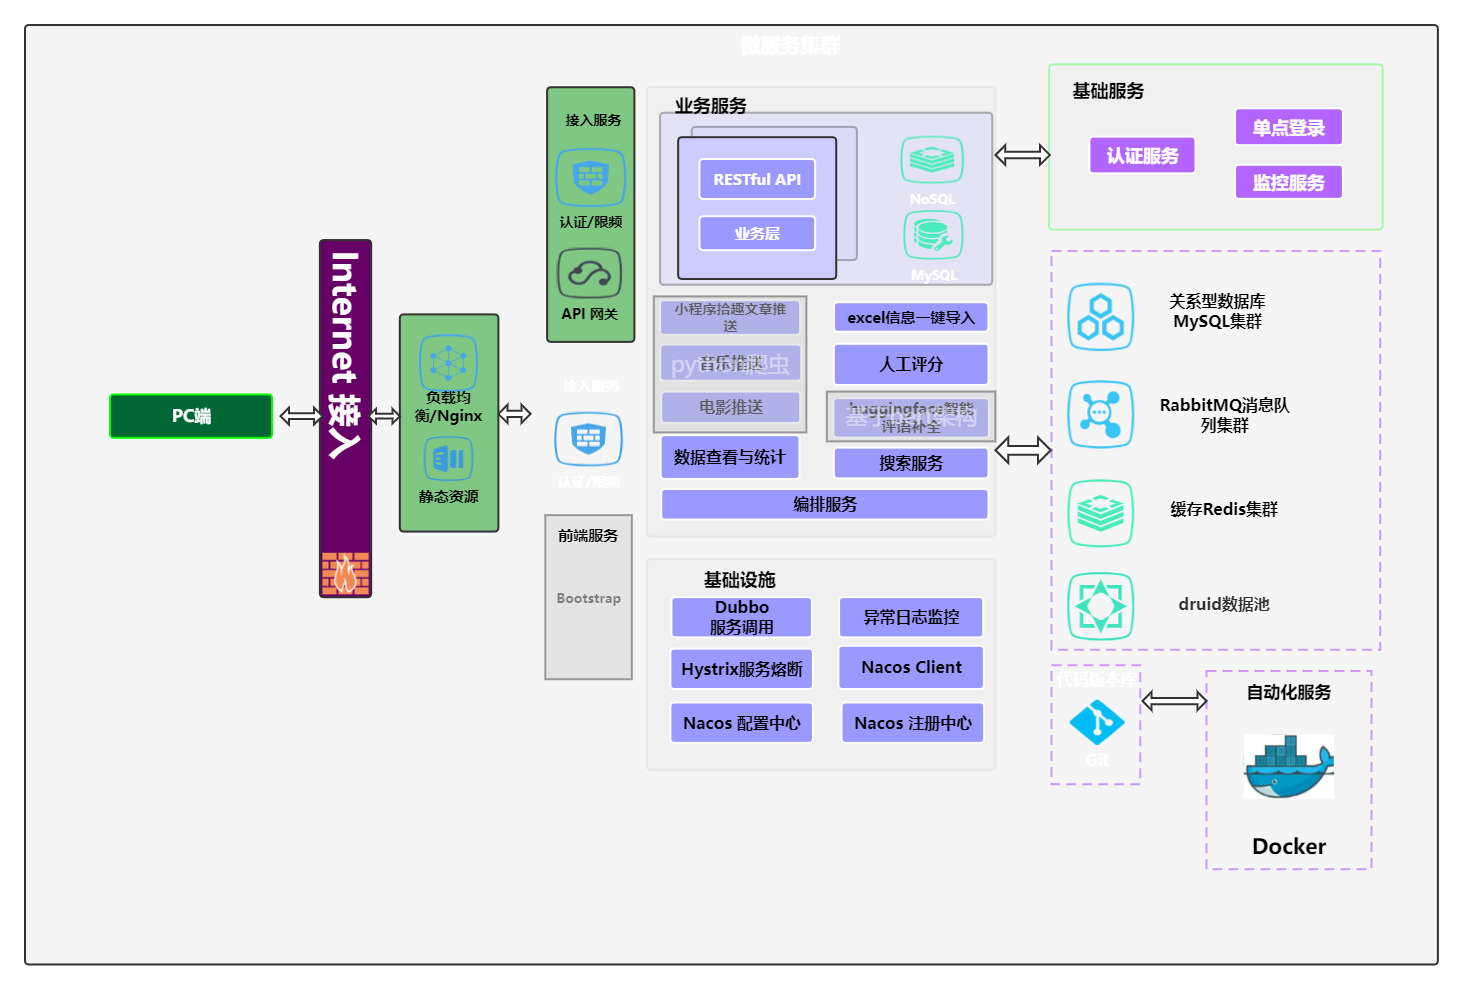 微服务集群
PC端
Internet 接入
负载均
衡/Nginx
静态资源
接入服务
认证/限频
API 网关
接入服务
认证/限频
前端服务
Bootstrap
业务服务
RESTful API
业务层
NoSQL
MySQL
小程序拾趣文章推
送
音乐推送
电影推送
数据查看与统计
excel信息一键导入
人工评分
huggingface智能
评语补全
搜索服务
编排服务
基础设施
Dubbo
服务调用
异常日志监控
Hystrix服务熔断
Nacos Client
Nacos 配置中心
Nacos 注册中心
基础服务
认证服务
单点登录
监控服务
关系型数据库
MySQL集群
RabbitMQ消息队
列集群
缓存Redis集群
druid数据池
代码版本库
Git
自动化服务
Docker